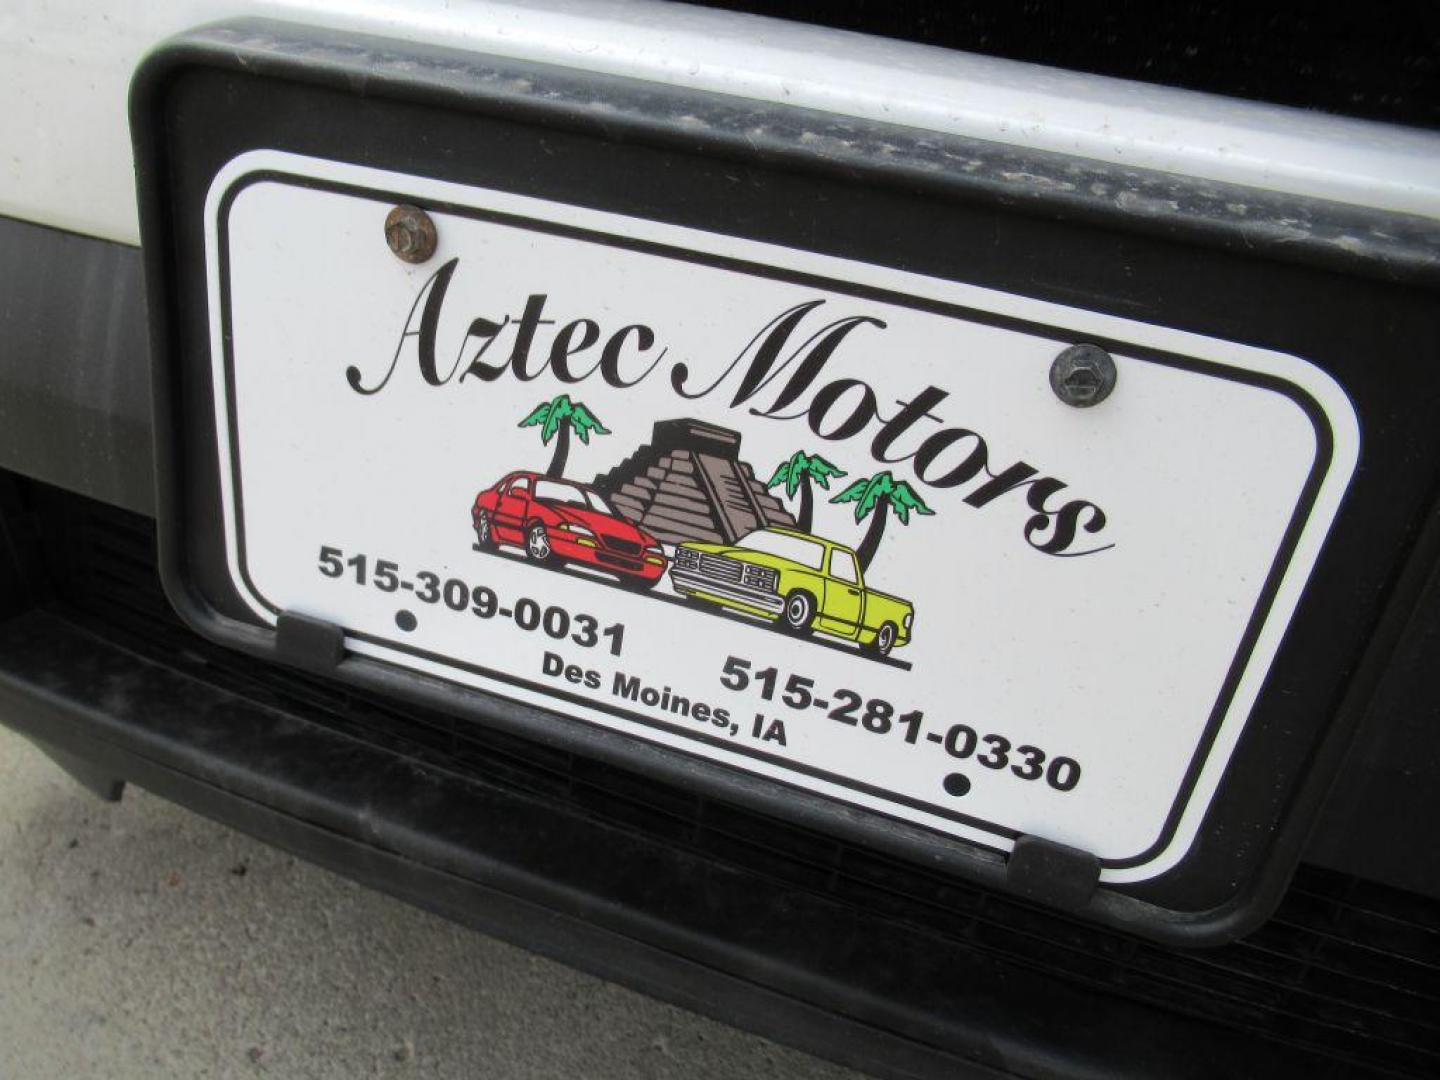 Aztec Motors
515-309-0031
515-281-0330
Des Moines, IA